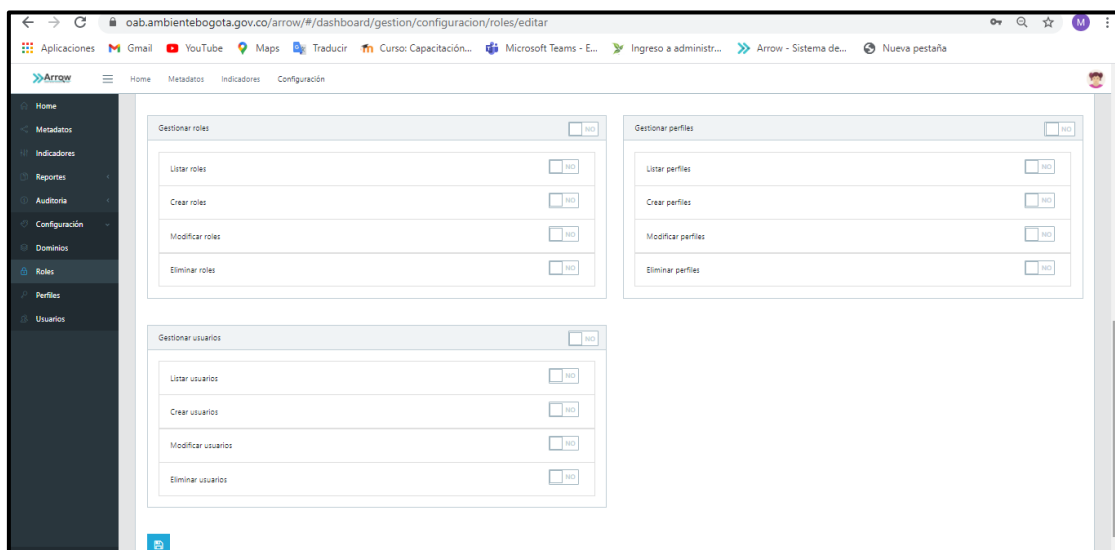 oab.ambientebogota.gov.co/arrow/#/dashboard/gestion/configuracion/roles/editar
M
Aplicaciones Gmail YouTube Maps Traducir Curso: Capacitación... Microsoft Teams - E... Ingreso a administr... Arrow - Sistema de... Nueva pestaña
Arrow Home Metadatos Indicadores Configuración
Home
Metadatos
Indicadores
Reportes
Auditoria
Configuración
Dominios
Roles
Perfiles
Usuarios
Gestionar roles NO
Listar roles NO
Crear roles NO
Modificar roles NO
Eliminar roles NO
Gestionar perfiles NO
Listar perfiles NO
Crear perfiles NO
Modificar perfiles NO
Eliminar perfiles NO
Gestionar usuarios NO
Listar usuarios NO
Crear usuarios NO
Modificar usuarios NO
Eliminar usuarios NO